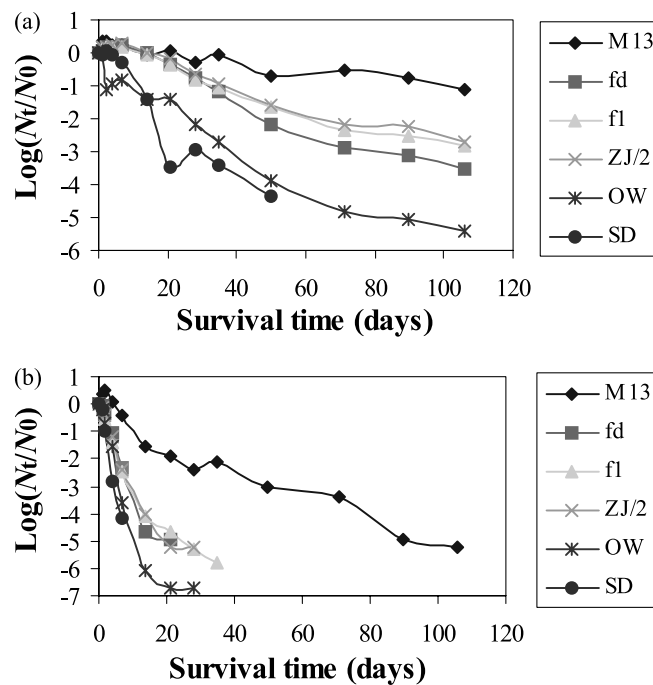 (a)
Log(Nt/N0)
1
0
-1
-2
-3
-4
-5
-6
0 20 40 60 80 100 120
Survival time (days)
M13
fd
f1
ZJ/2
OW
SD
(b)
Log(Nt/N0)
1
0
-1
-2
-3
-4
-5
-6
-7
0 20 40 60 80 100 120
Survival time (days)
M13
fd
f1
ZJ/2
OW
SD